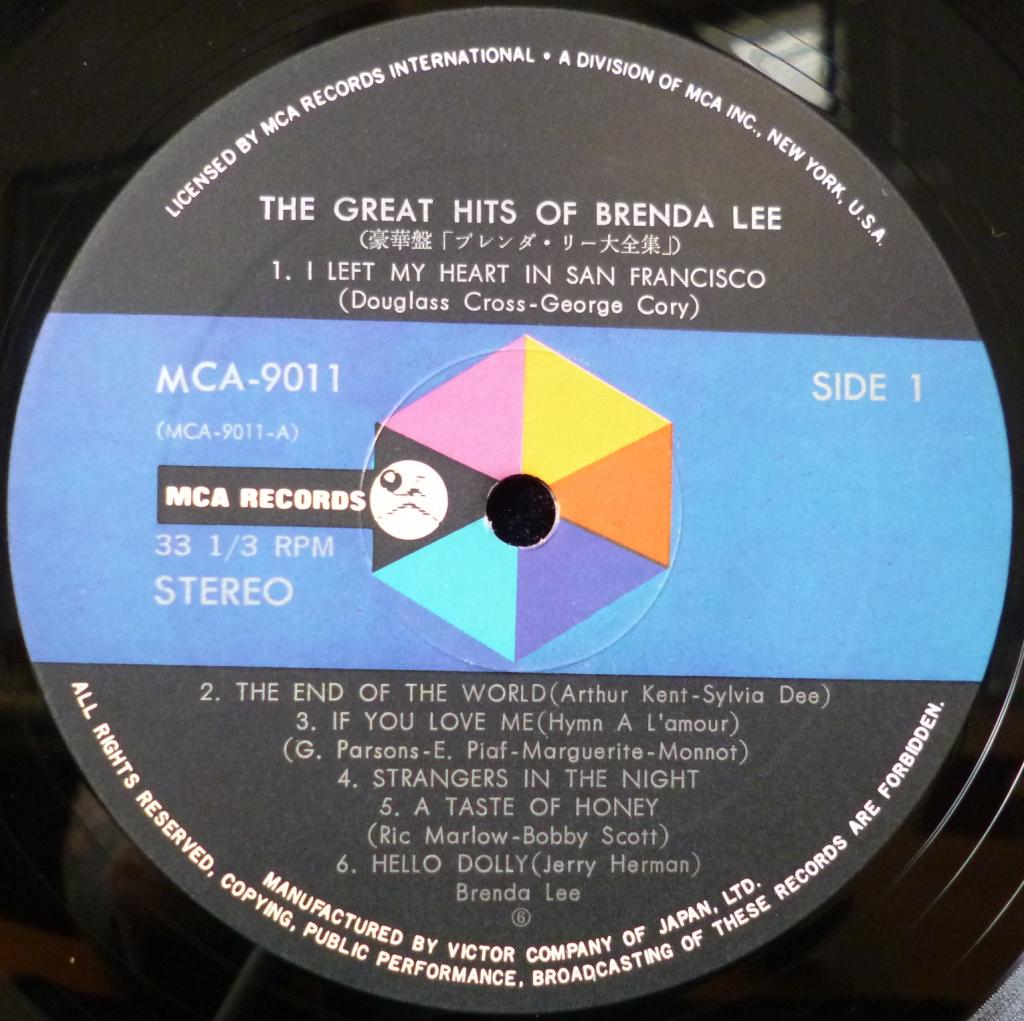 LICENSED BY MCA RECORDS INTERNATIONAL • A DIVISION OF MCA INC., NEW YORK, U.S.A.
THE GREAT HITS OF BRENDA LEE
(豪華盤「ブレンダ・リー大全集」)
1. I LEFT MY HEART IN SAN FRANCISCO
(Douglass Cross-George Cory)
MCA-9011
SIDE 1
(MCA-9011-A)
MCA RECORDS
33 1/3 RPM
STEREO
2. THE END OF THE WORLD(Arthur Kent-Sylvia Dee)
3. IF YOU LOVE ME(Hymn A L'amour)
(G. Parsons-E. Piaf-Marguerite-Monnot)
4. STRANGERS IN THE NIGHT
5. A TASTE OF HONEY
(Ric Marlow-Bobby Scott)
6. HELLO DOLLY(Jerry Herman)
Brenda Lee
⑥
MANUFACTURED BY VICTOR COMPANY OF JAPAN, LTD.
ALL RIGHTS RESERVED, COPYING, PUBLIC PERFORMANCE, BROADCASTING OF THESE RECORDS ARE FORBIDDEN.